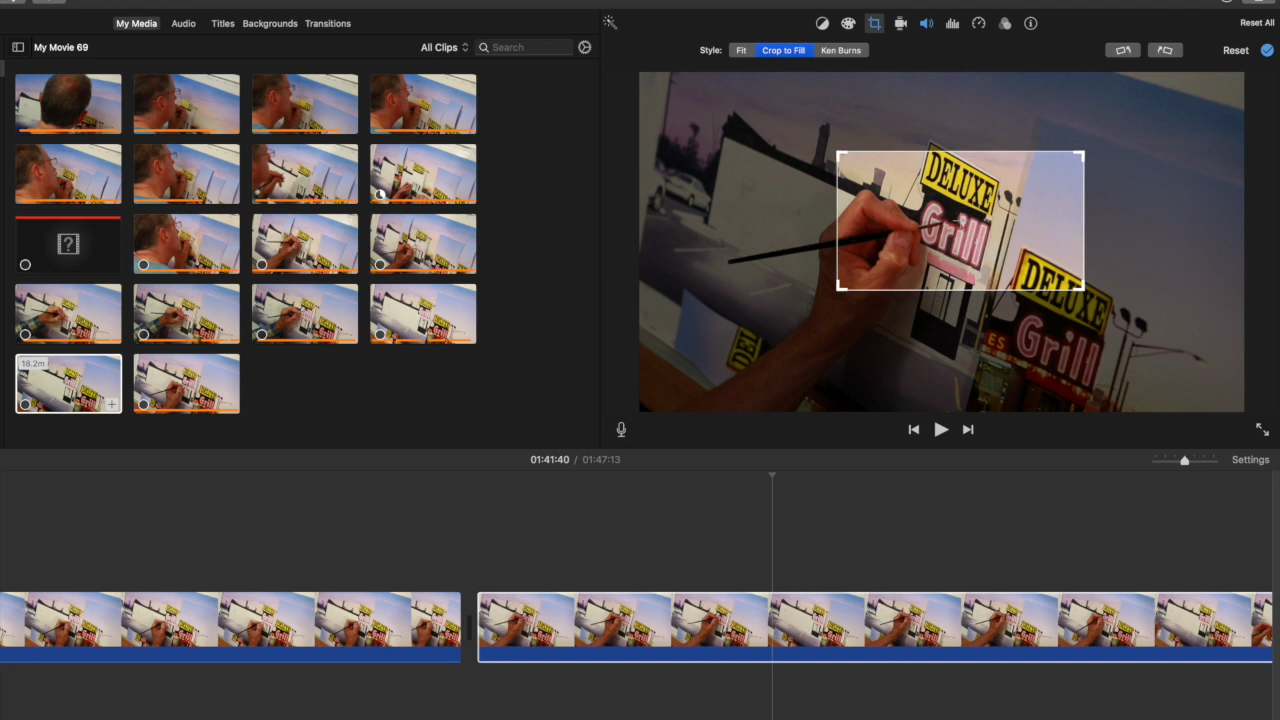 My Media Audio Titles Backgrounds Transitions
Reset All
My Movie 69 All Clips Search
Style: Fit Crop to Fill Ken Burns Reset
DELUXE
Grill
DELUXE
Grill
ES
18.2m
01:41:40 / 01:47:13 Settings